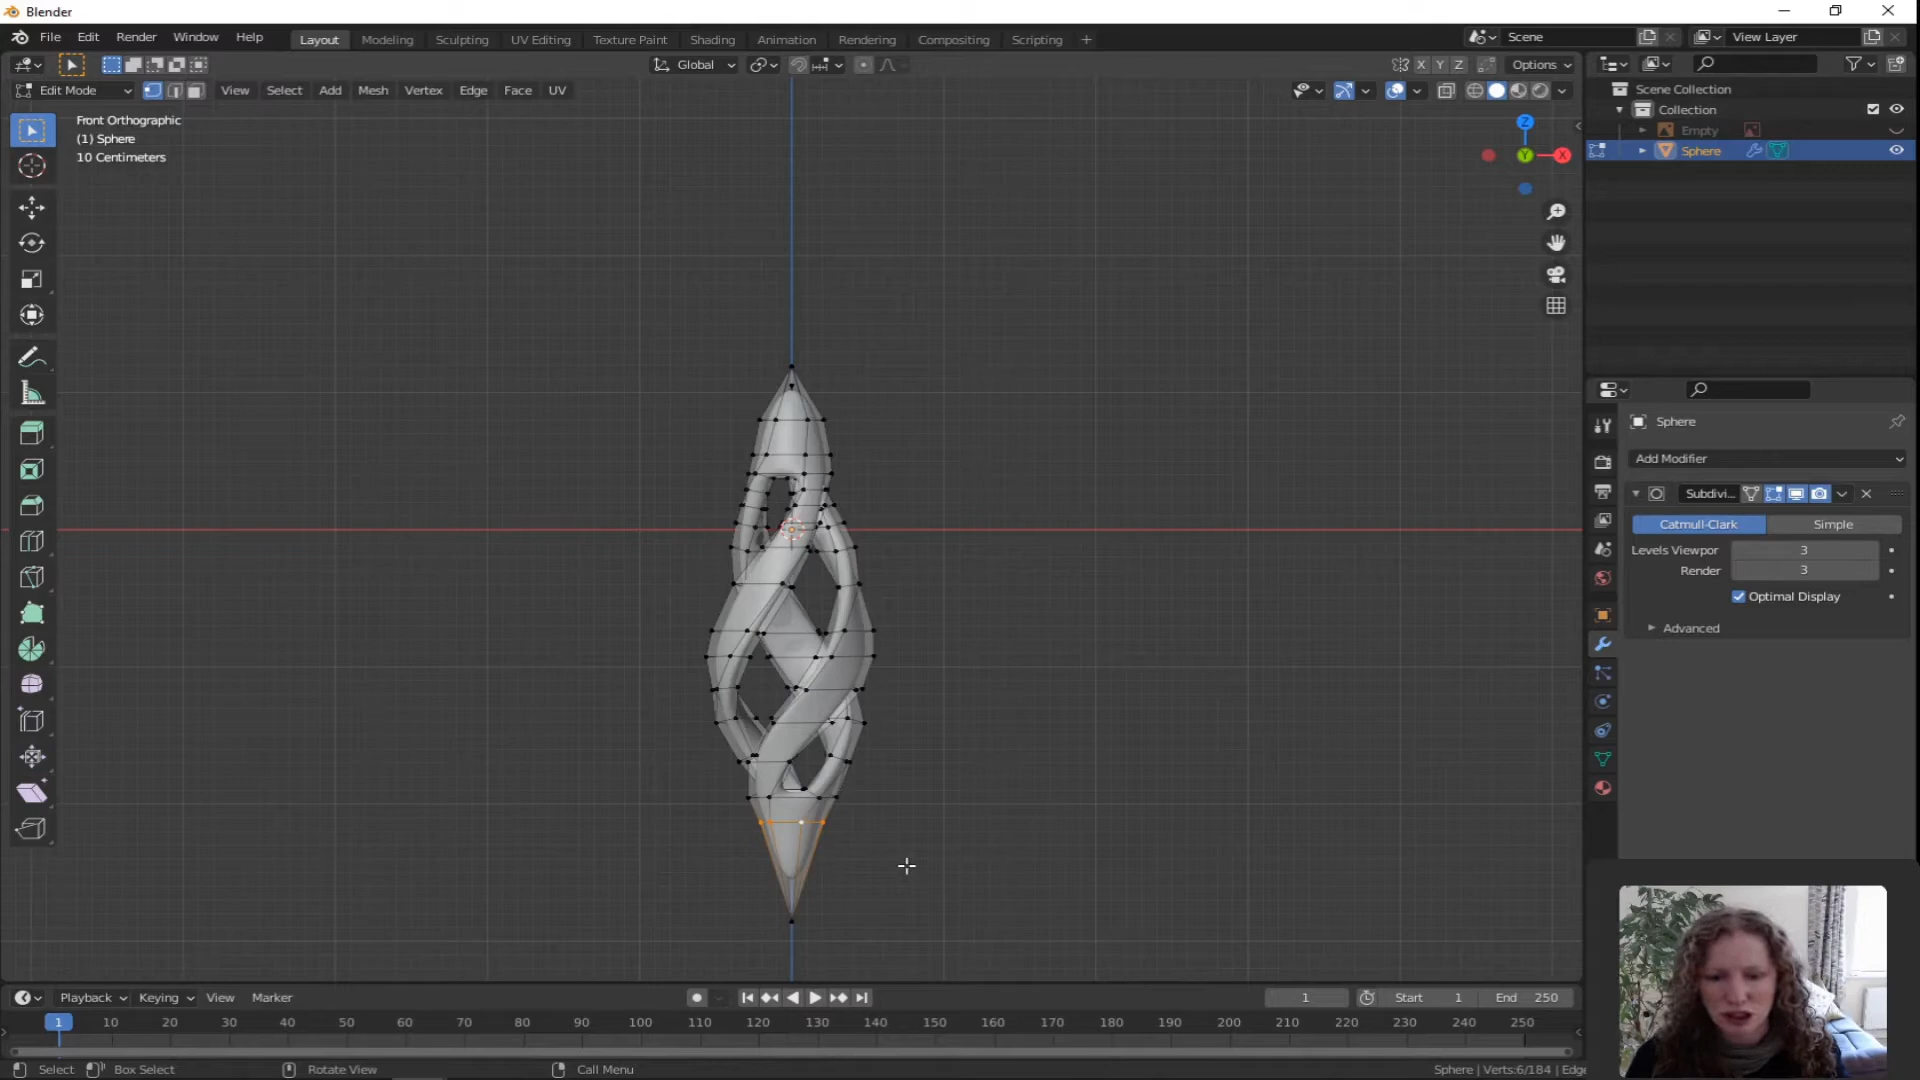 Blender
File Edit Render Window Help
Layout Modeling Sculpting UV Editing Texture Paint Shading Animation Rendering Compositing Scripting +
Scene
View Layer
Global
X Y Z
Options
Edit Mode
View Select Add Mesh Vertex Edge Face UV
Front Orthographic
(1) Sphere
10 Centimeters
Z
Y
X
Scene Collection
Collection
Empty
Sphere
Sphere
Add Modifier
Subdivi...
Catmull-Clark
Simple
Levels Viewpor 3
Render 3
Optimal Display
Advanced
Playback Keying View Marker
1
Start 1
End 250
1 10 20 30 40 50 60 70 80 90 100 110 120 130 140 150 160 170 180 190 200 210 220 230 240 250
Select Box Select Rotate View Call Menu
Sphere | Verts:6/184 | Edge